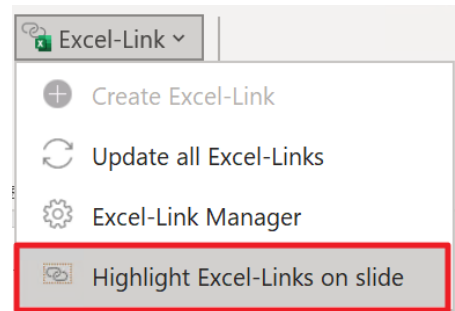 Excel-Link
Create Excel-Link
Update all Excel-Links
Excel-Link Manager
Highlight Excel-Links on slide